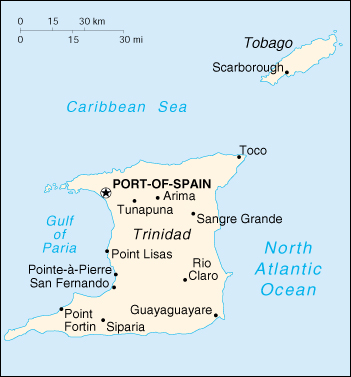 0 15 30 km
0 15 30 mi
Tobago
Scarborough
Caribbean Sea
Toco
PORT-OF-SPAIN
Arima
Tunapuna
Sangre Grande
Gulf
of
Paria
Trinidad
North
Atlantic
Ocean
Point Lisas
Rio
Claro
Pointe-à-Pierre
San Fernando
Guayaguayare
Point
Fortin
Siparia